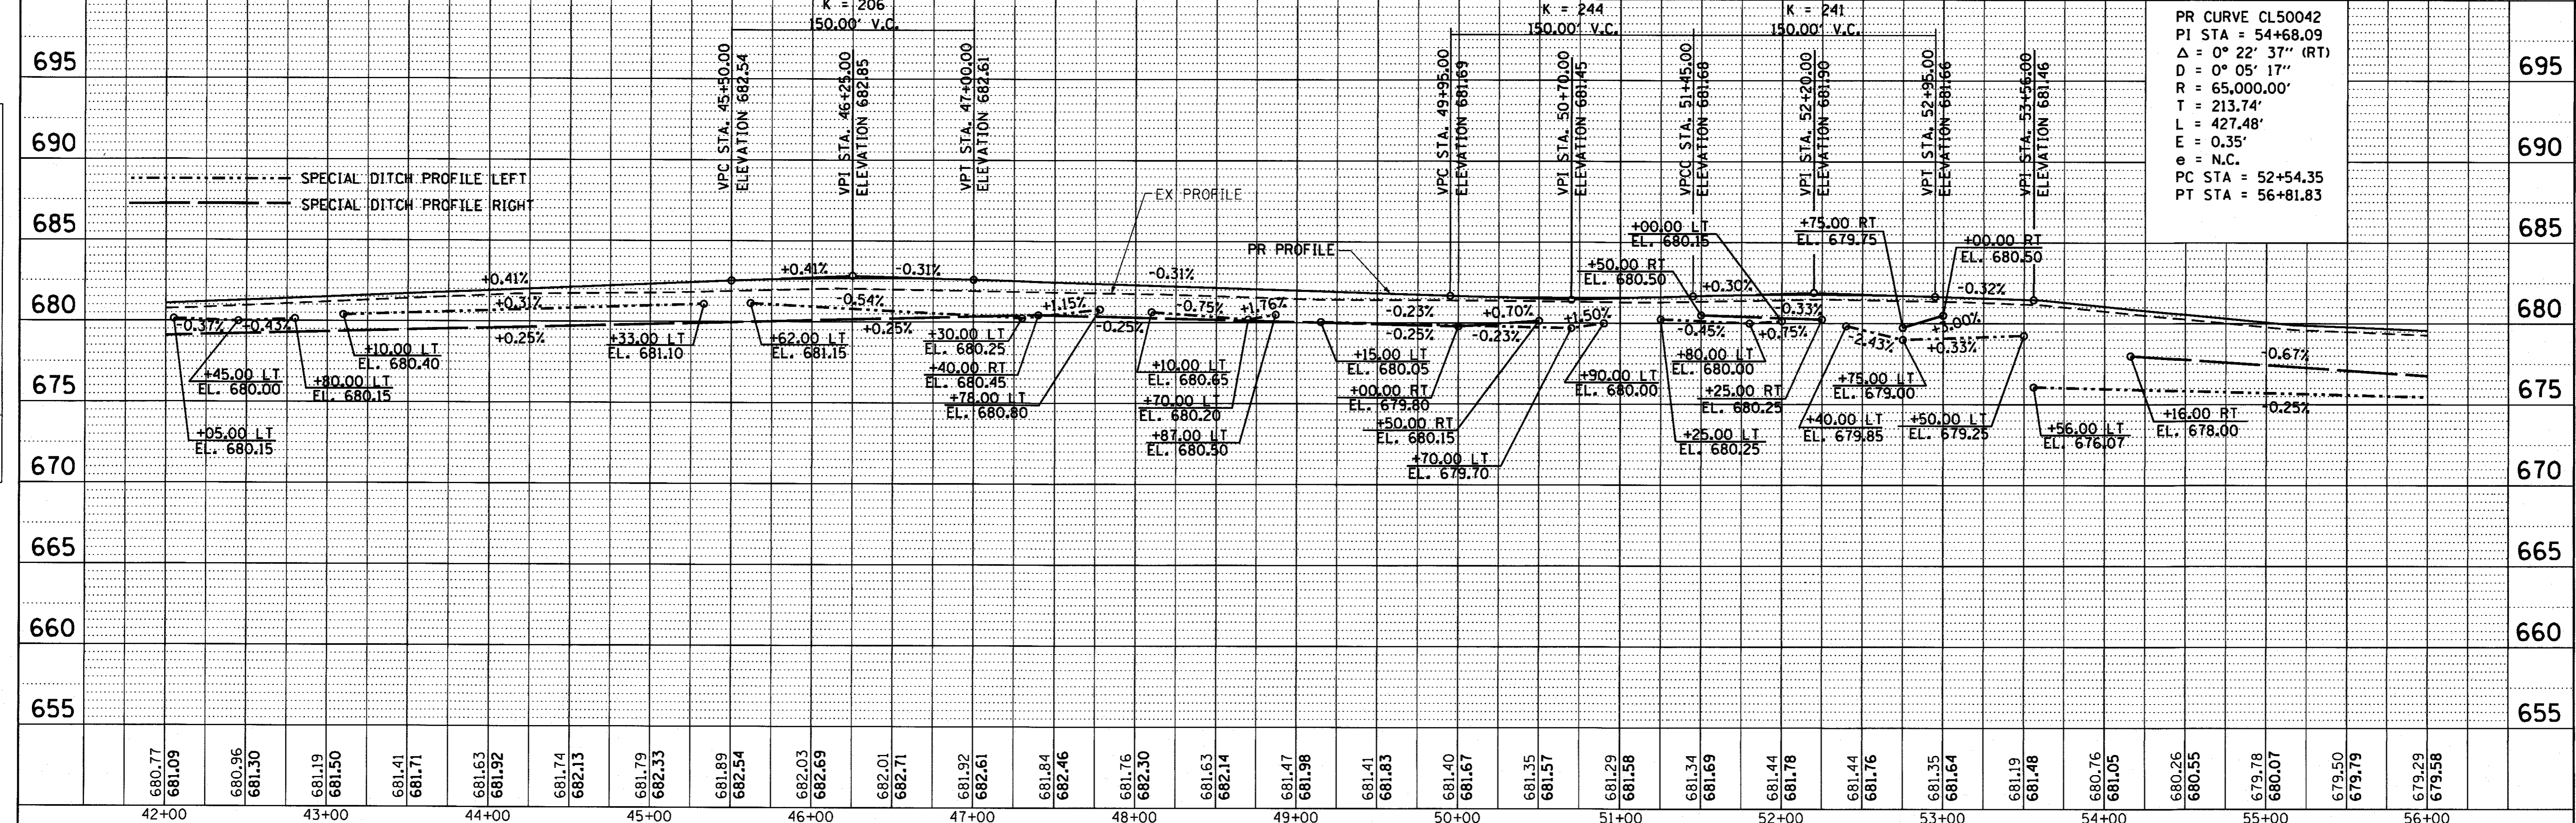 K = 206
150.00' V.C.
K = 244
150.00' V.C.
K = 241
150.00' V.C.
PR CURVE CL50042
PI STA = 54+68.09
Δ = 0° 22' 37" (RT)
D = 0° 05' 17"
R = 65,000.00'
T = 213.74'
L = 427.48'
E = 0.35'
e = N.C.
PC STA = 52+54.35
PT STA = 56+81.83
VPC STA. 45+50.00
ELEVATION 682.54
VPI STA. 46+25.00
ELEVATION 682.85
VPT STA. 47+00.00
ELEVATION 682.61
VPC STA. 49+95.00
ELEVATION 681.69
VPI STA. 50+70.00
ELEVATION 681.45
VPCC STA. 51+45.00
ELEVATION 681.68
VPI STA. 52+20.00
ELEVATION 681.90
VPT STA. 52+95.00
ELEVATION 681.66
VPI STA. 53+56.00
ELEVATION 681.46
695
695
690
690
685
685
680
680
675
675
670
670
665
665
660
660
655
655
SPECIAL DITCH PROFILE LEFT
SPECIAL DITCH PROFILE RIGHT
EX PROFILE
PR PROFILE
+0.41%
+0.41%
-0.31%
-0.31%
-0.23%
+0.30%
-0.32%
-0.37%
+0.43%
+0.31%
+0.25%
-0.54%
+0.25%
+1.15%
-0.25%
-0.75%
+1.76%
-0.25%
+0.70%
-0.23%
+1.50%
-0.45%
+0.75%
-0.33%
-2.43%
+3.00%
+0.33%
-0.67%
-0.25%
+05.00 LT
EL. 680.15
+45.00 LT
EL. 680.00
+80.00 LT
EL. 680.15
+10.00 LT
EL. 680.40
+33.00 LT
EL. 681.10
+62.00 LT
EL. 681.15
+30.00 LT
EL. 680.25
+40.00 RT
EL. 680.45
+78.00 LT
EL. 680.80
+10.00 LT
EL. 680.65
+70.00 LT
EL. 680.20
+87.00 LT
EL. 680.50
+15.00 LT
EL. 680.05
+00.00 RT
EL. 679.80
+50.00 RT
EL. 680.15
+70.00 LT
EL. 679.70
+90.00 LT
EL. 680.00
+50.00 RT
EL. 680.50
+00.00 LT
EL. 680.15
+75.00 RT
EL. 679.75
+00.00 RT
EL. 680.50
+80.00 LT
EL. 680.00
+25.00 RT
EL. 680.25
+25.00 LT
EL. 680.25
+75.00 LT
EL. 679.00
+40.00 LT
EL. 679.85
+50.00 LT
EL. 679.25
+56.00 LT
EL. 676.07
+16.00 RT
EL. 678.00
680.77
681.09
680.96
681.30
681.19
681.50
681.41
681.71
681.63
681.92
681.74
682.13
681.79
682.33
681.89
682.54
682.03
682.69
682.01
682.71
681.92
682.61
681.84
682.46
681.76
682.30
681.63
682.14
681.47
681.98
681.41
681.83
681.40
681.67
681.35
681.57
681.29
681.58
681.34
681.69
681.44
681.78
681.44
681.76
681.35
681.64
681.19
681.48
680.76
681.05
680.26
680.55
679.78
680.07
679.50
679.79
679.29
679.58
42+00 43+00 44+00 45+00 46+00 47+00 48+00 49+00 50+00 51+00 52+00 53+00 54+00 55+00 56+00